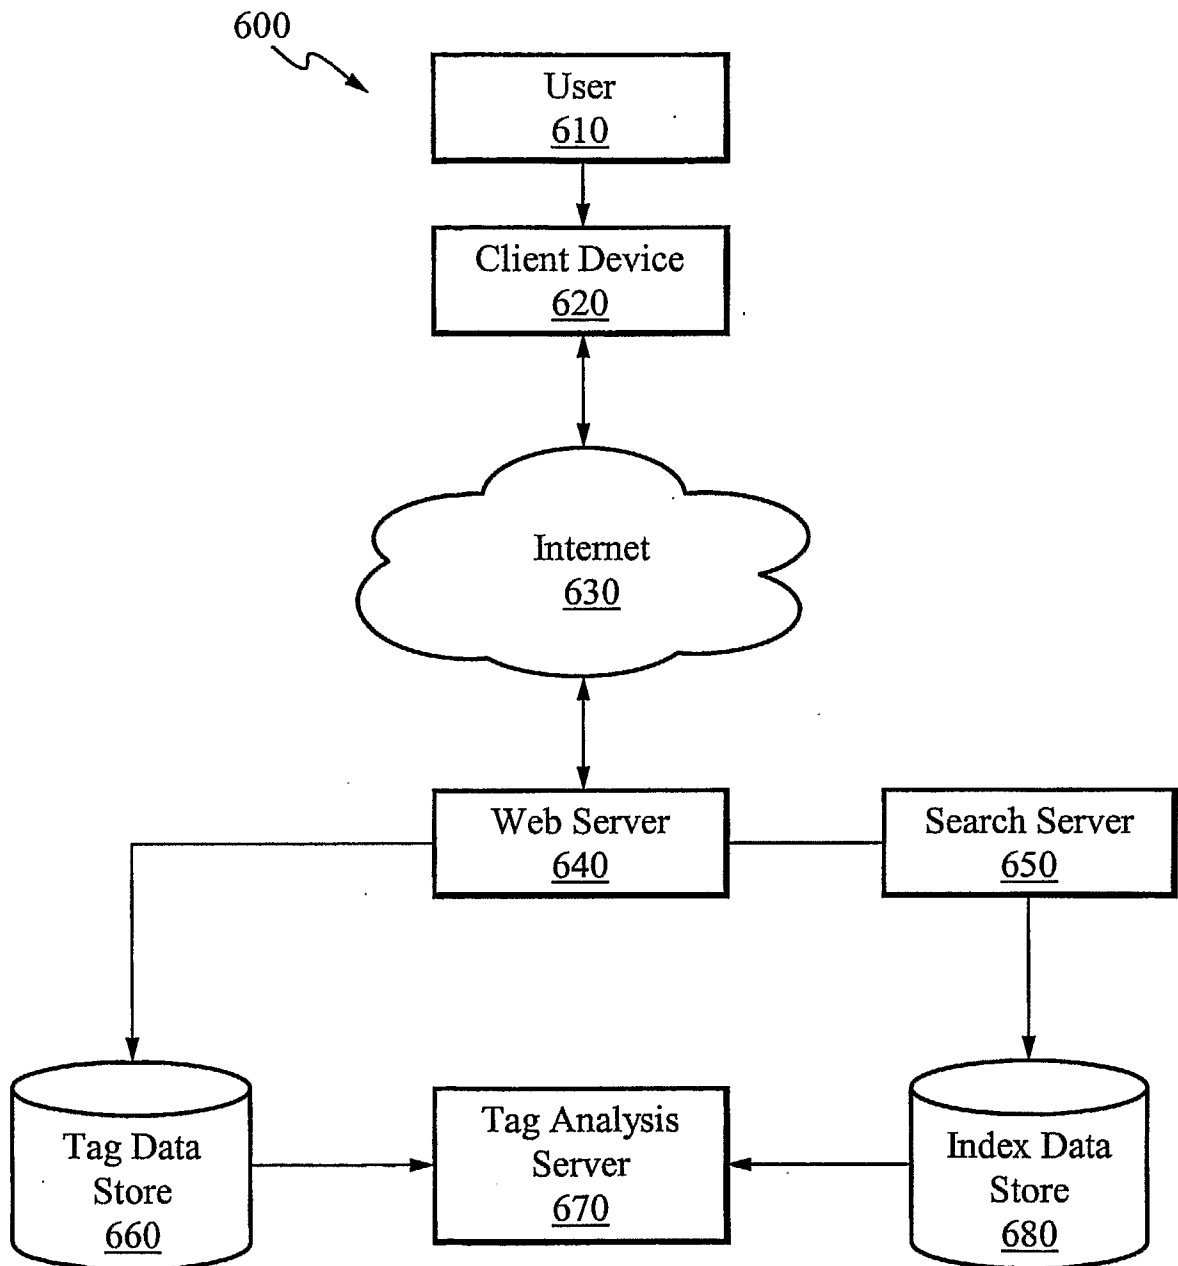 600
User
610
Client Device
620
Internet
630
Web Server
640
Search Server
650
Tag Data
Store
660
Tag Analysis
Server
670
Index Data
Store
680